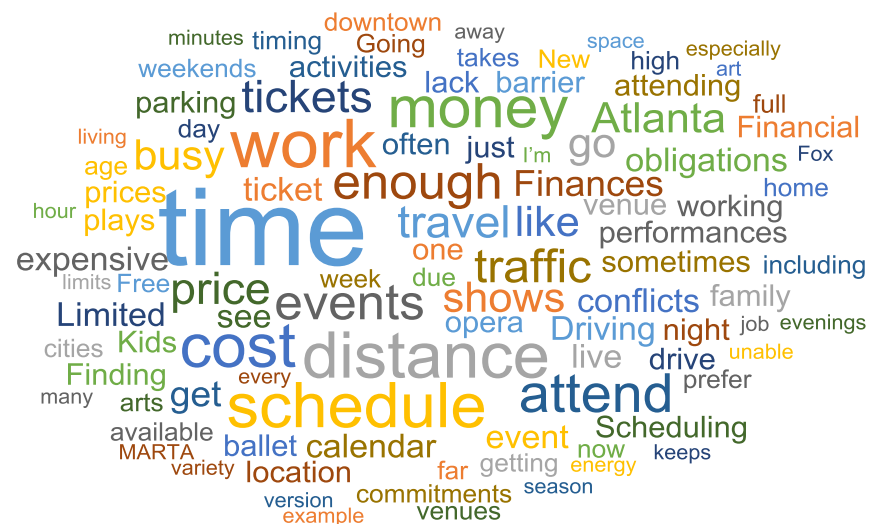 downtown
minutes timing Going away space especially
weekends activities takes New high art
lack barrier attending
parking tickets money Atlanta full
living day work often just I'm go Financial
age busy obligations Fox
prices ticket enough Finances home
hour plays time travel like venue working
one performances
expensive traffic sometimes including
limits Free price week due
Limited see events shows conflicts family
opera Driving night job evenings
cities Kids cost distance live drive unable
Finding every prefer
many arts get schedule attend
available Scheduling
MARTA ballet calendar event now keeps
variety location far getting energy
version commitments season
example venues